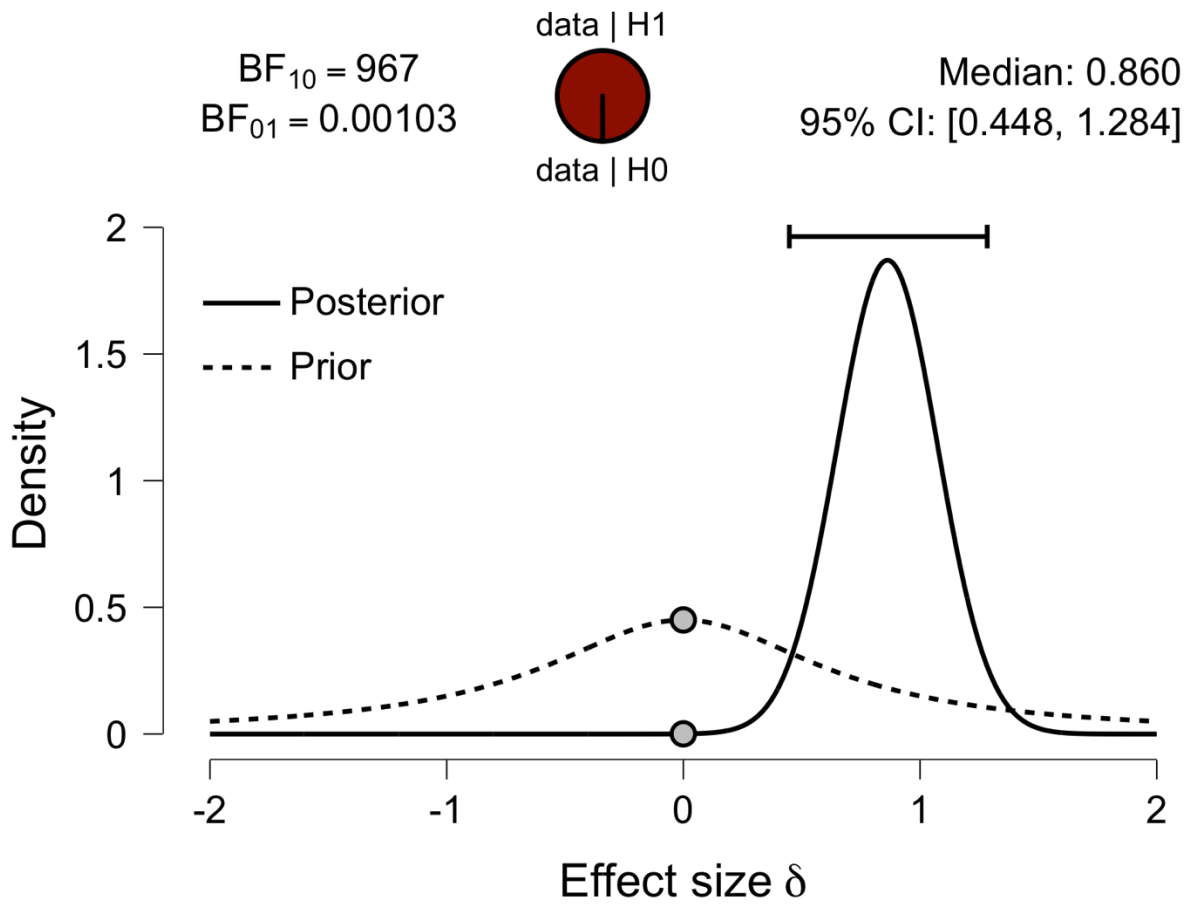 data | H1
BF₁₀ = 967
BF₀₁ = 0.00103
data | H0
Median: 0.860
95% CI: [0.448, 1.284]
2
1.5
1
0.5
0
Density
Posterior
Prior
-2
-1
0
1
2
Effect size δ